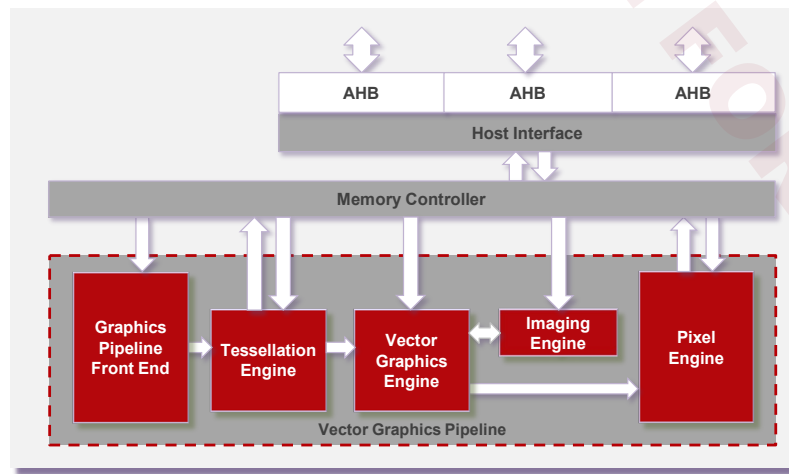 AHB AHB AHB
Host Interface
Memory Controller
Graphics
Pipeline
Front End
Tessellation
Engine
Vector
Graphics
Engine
Imaging
Engine
Pixel
Engine
Vector Graphics Pipeline